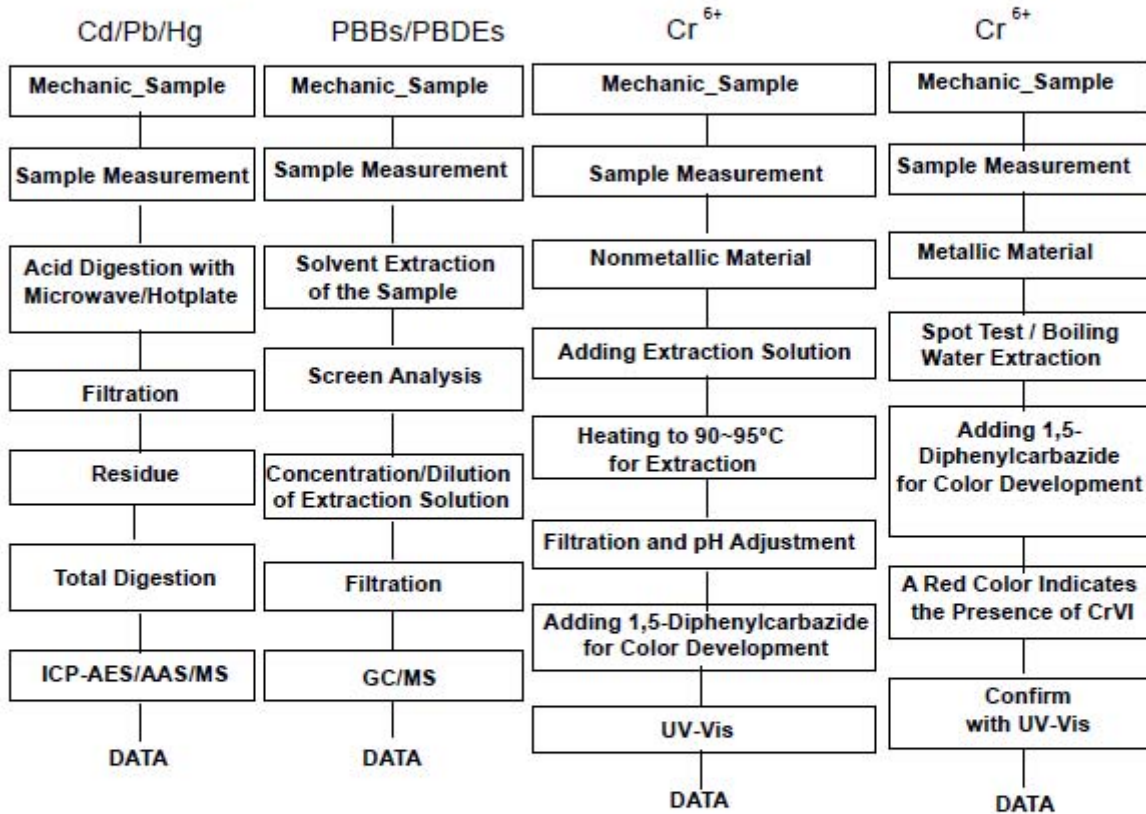 Cd/Pb/Hg
Mechanic_Sample
Sample Measurement
Acid Digestion with
Microwave/Hotplate
Filtration
Residue
Total Digestion
ICP-AES/AAS/MS
DATA
PBBs/PBDEs
Mechanic_Sample
Sample Measurement
Solvent Extraction
of the Sample
Screen Analysis
Concentration/Dilution
of Extraction Solution
Filtration
GC/MS
DATA
Cr 6+
Mechanic_Sample
Sample Measurement
Nonmetallic Material
Adding Extraction Solution
Heating to 90~95ºC
for Extraction
Filtration and pH Adjustment
Adding 1,5-Diphenylcarbazide
for Color Development
UV-Vis
DATA
Cr 6+
Mechanic_Sample
Sample Measurement
Metallic Material
Spot Test / Boiling
Water Extraction
Adding 1,5-
Diphenylcarbazide
for Color Development
A Red Color Indicates
the Presence of CrVI
Confirm
with UV-Vis
DATA